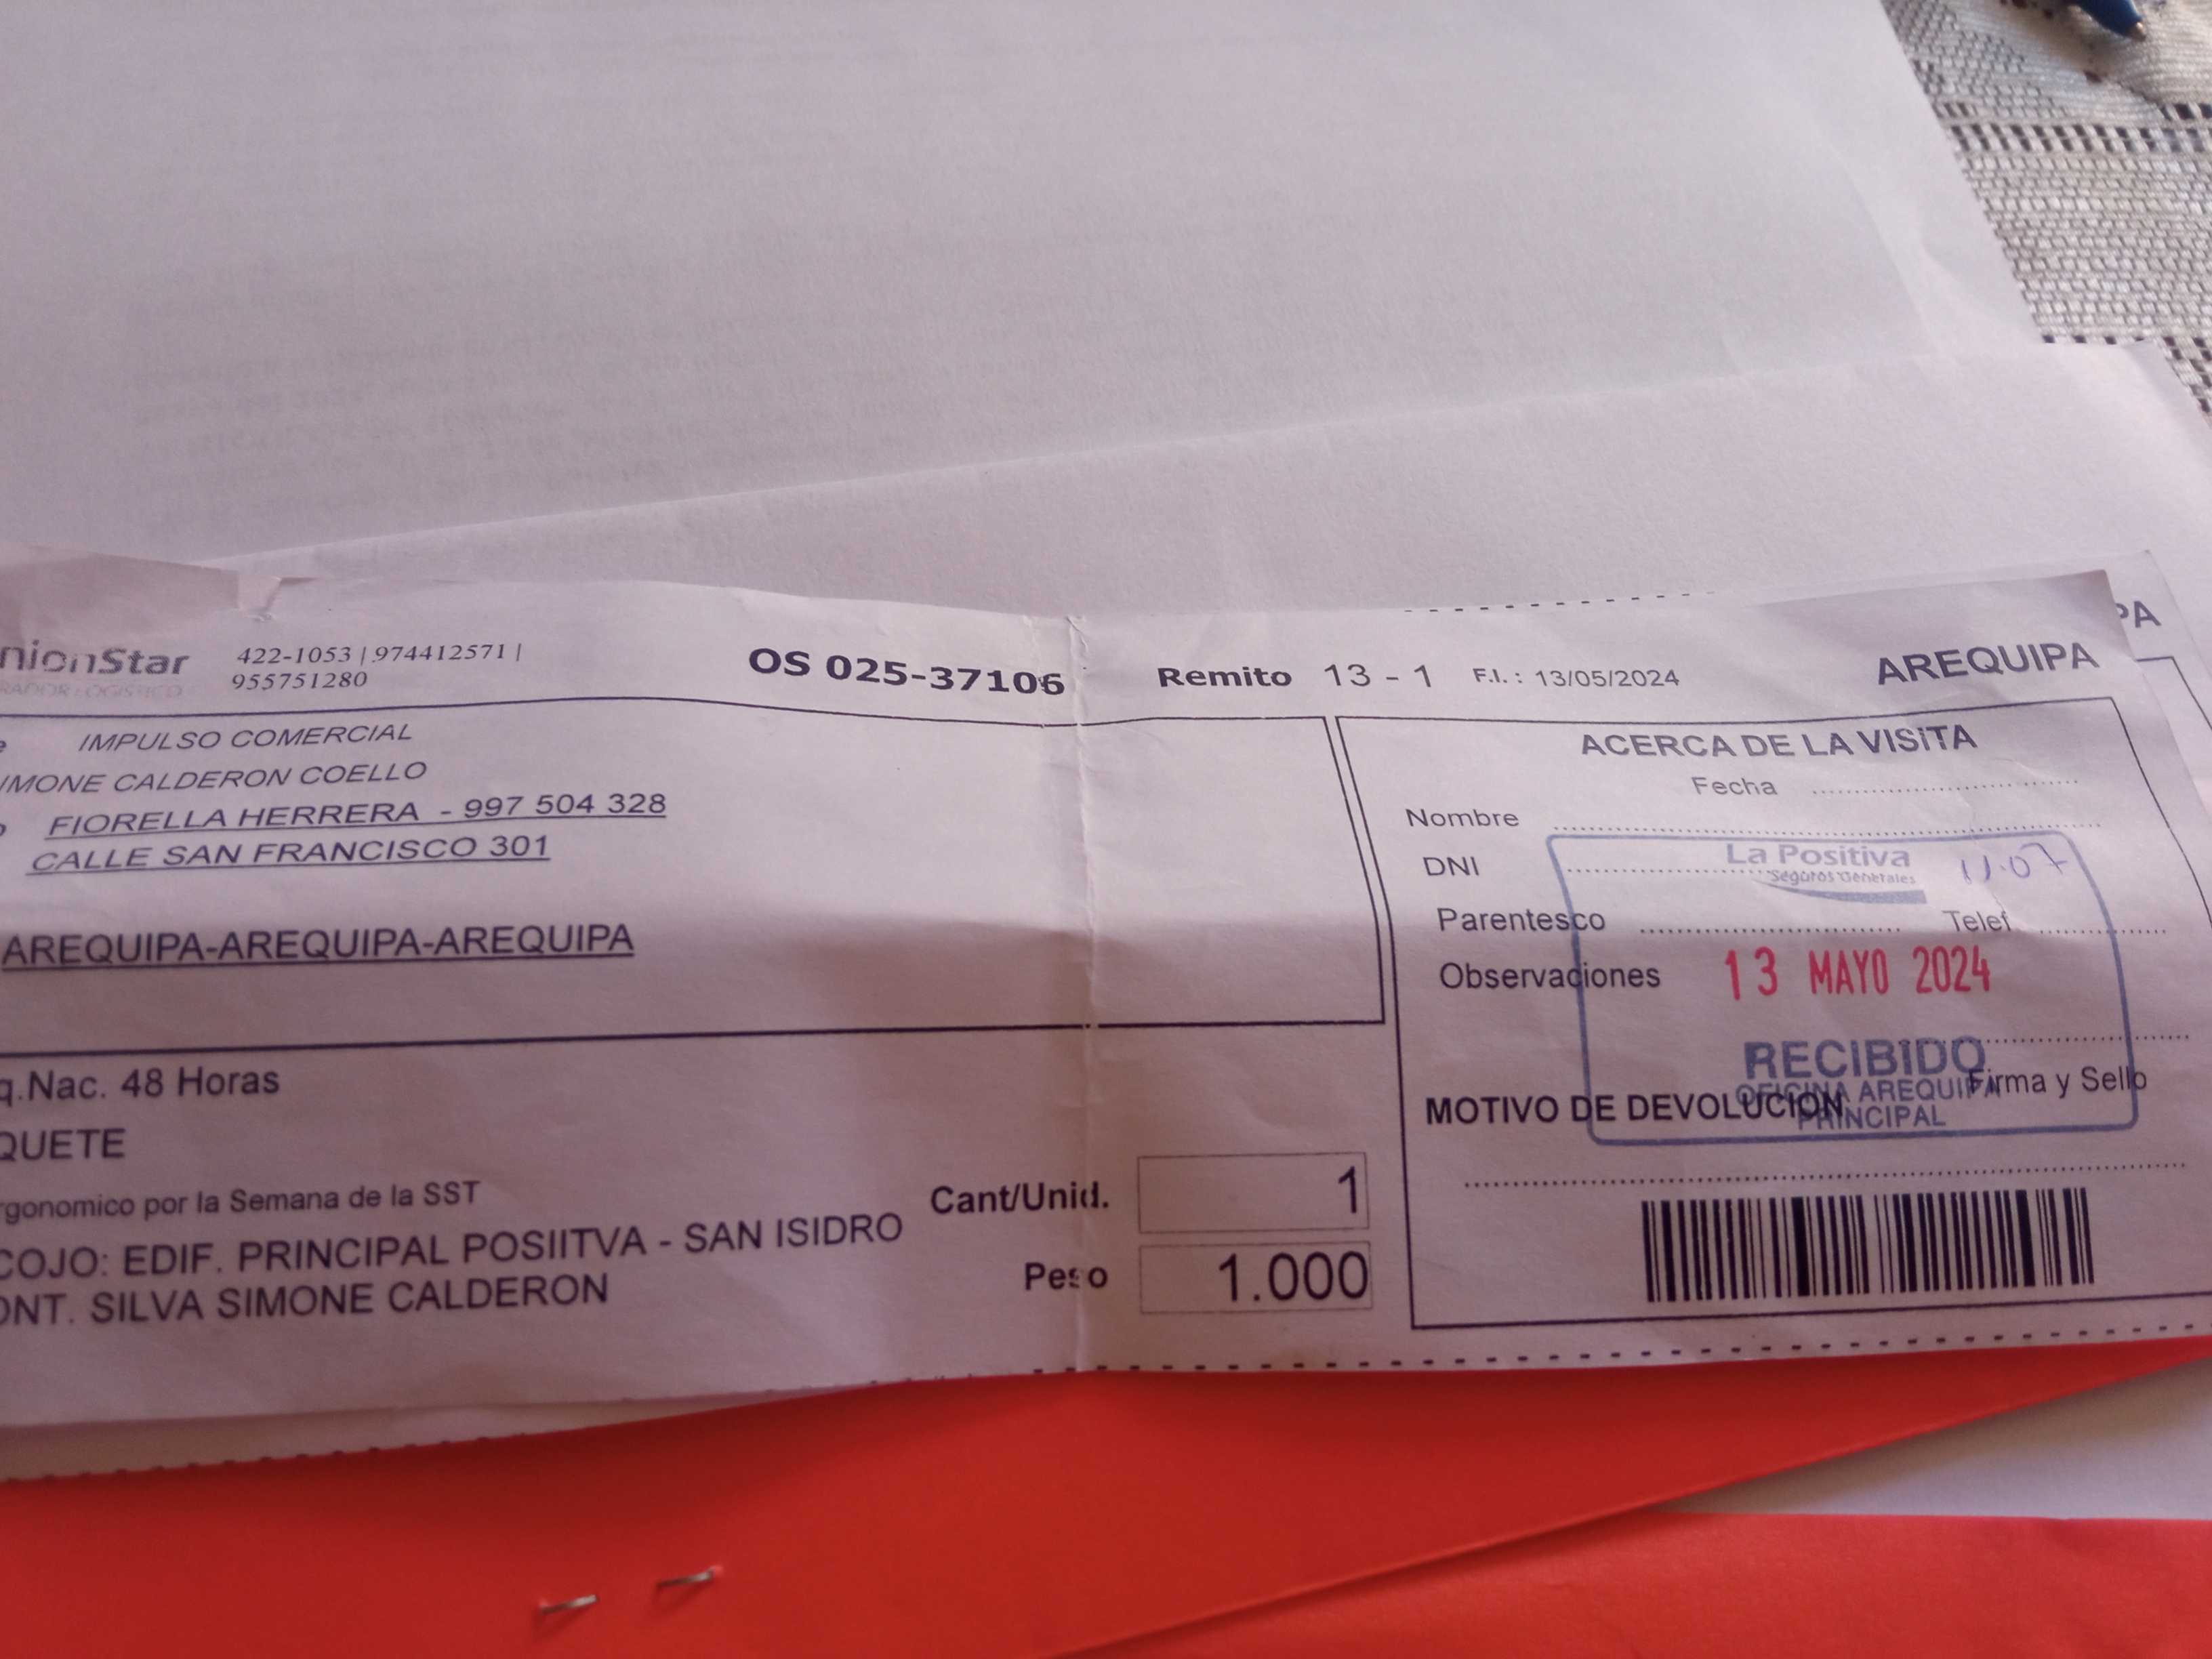 nionStar
RADOR LOGISTICO
422-1053 | 974412571 |
955751280
OS 025-37106
Remito 13 - 1
F.I. : 13/05/2024
AREQUIPA
PA
IMPULSO COMERCIAL
IMONE CALDERON COELLO
FIORELLA HERRERA - 997 504 328
CALLE SAN FRANCISCO 301
AREQUIPA-AREQUIPA-AREQUIPA
q.Nac. 48 Horas
QUETE
rgonomico por la Semana de la SST
COJO: EDIF. PRINCIPAL POSIITVA - SAN ISIDRO
ONT. SILVA SIMONE CALDERON
Cant/Unid. 1
Peso 1.000
ACERCA DE LA VISITA
Fecha
Nombre
DNI
Parentesco Telef
Observaciones
Firma y Sello
MOTIVO DE DEVOLUCION
La Positiva
Seguros Generales
11:07
13 MAYO 2024
RECIBIDO
OFICINA AREQUIPA
PRINCIPAL